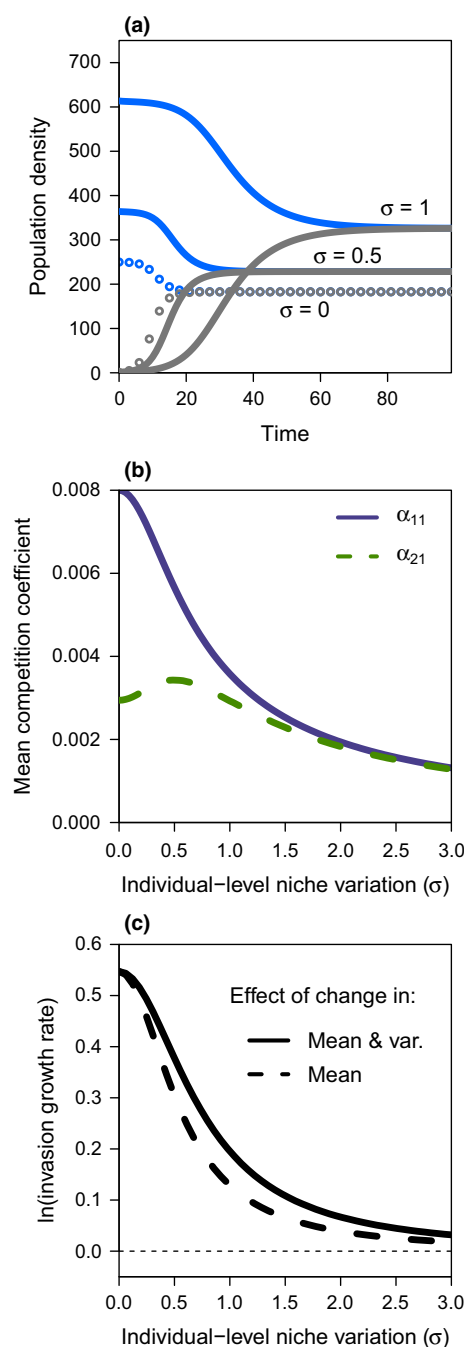 (a)
700
600
500
400
300
200
100
0
Population density
σ = 1
σ = 0.5
σ = 0
0 20 40 60 80
Time
(b)
0.008
0.006
0.004
0.002
0.000
Mean competition coefficient
α11
α21
0.0 0.5 1.0 1.5 2.0 2.5 3.0
Individual−level niche variation (σ)
(c)
0.6
0.5
0.4
0.3
0.2
0.1
0.0
ln(invasion growth rate)
Effect of change in:
Mean & var.
Mean
0.0 0.5 1.0 1.5 2.0 2.5 3.0
Individual−level niche variation (σ)